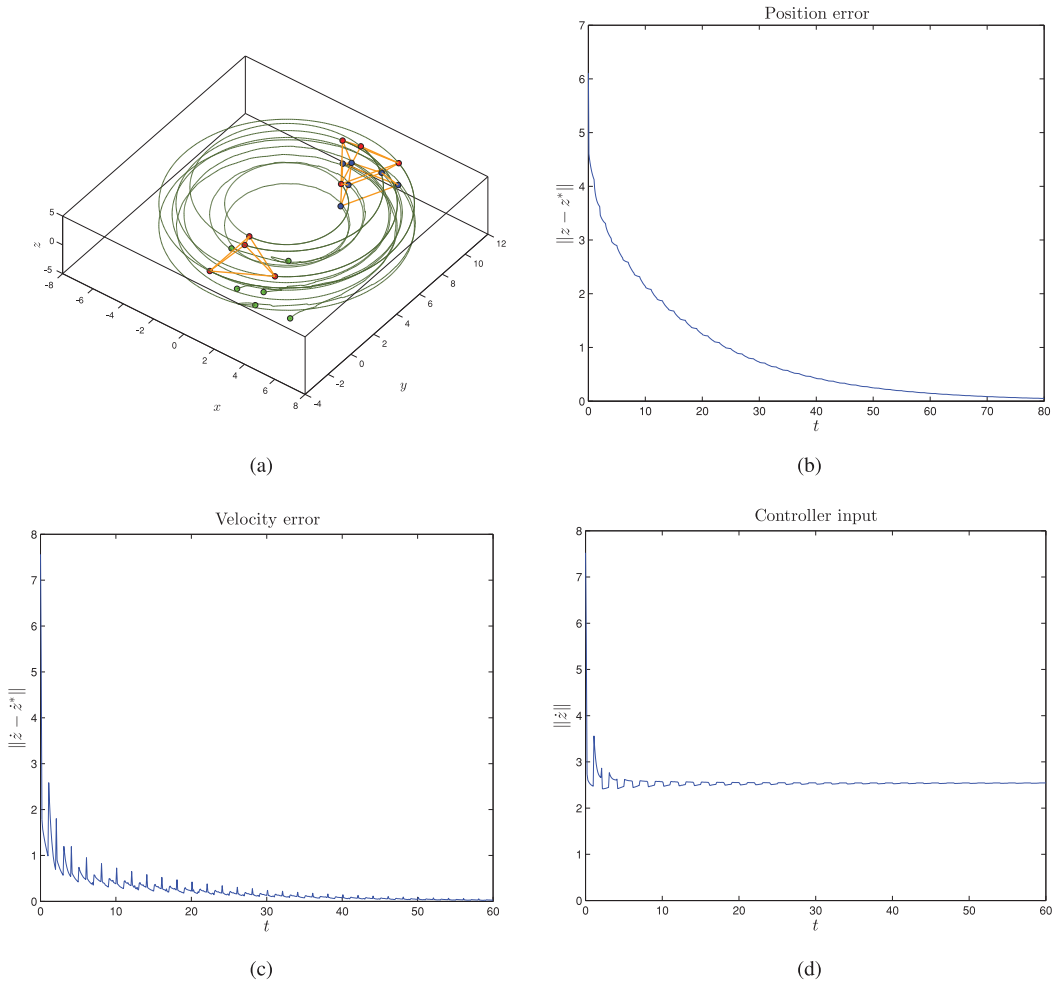 5
0
-5
z
-8
-6
-4
-2
0
2
4
6
8
x
-4
-2
0
2
4
6
8
10
12
y
(a)
Position error
7
6
5
4
3
2
1
0
‖z − z*‖
0 10 20 30 40 50 60 70 80
t
(b)
Velocity error
8
7
6
5
4
3
2
1
0
‖ż − ż*‖
0 10 20 30 40 50 60
t
(c)
Controller input
8
7
6
5
4
3
2
1
0
‖ż‖
0 10 20 30 40 50 60
t
(d)